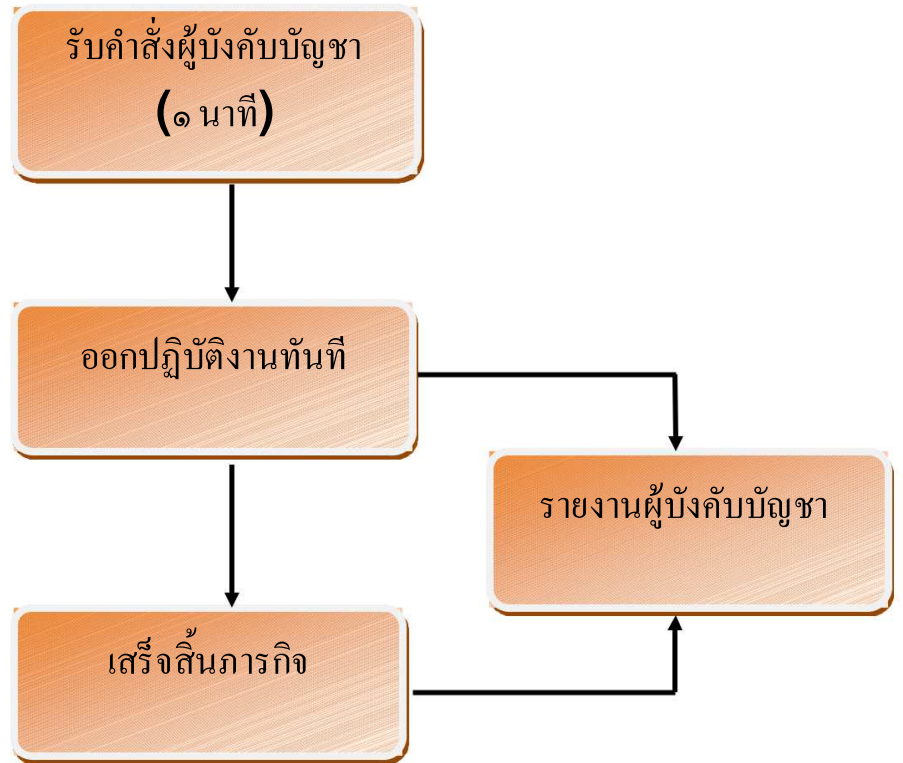 รับคำสั่งผู้บังคับบัญชา
(๑ นาที)
ออกปฏิบัติงานทันที
รายงานผู้บังคับบัญชา
เสร็จสิ้นภารกิจ